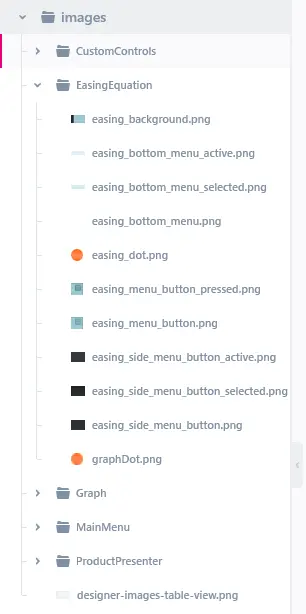 images
CustomControls
EasingEquation
easing_background.png
easing_bottom_menu_active.png
easing_bottom_menu_selected.png
easing_bottom_menu.png
easing_dot.png
easing_menu_button_pressed.png
easing_menu_button.png
easing_side_menu_button_active.png
easing_side_menu_button_selected.png
easing_side_menu_button.png
graphDot.png
Graph
MainMenu
ProductPresenter
designer-images-table-view.png